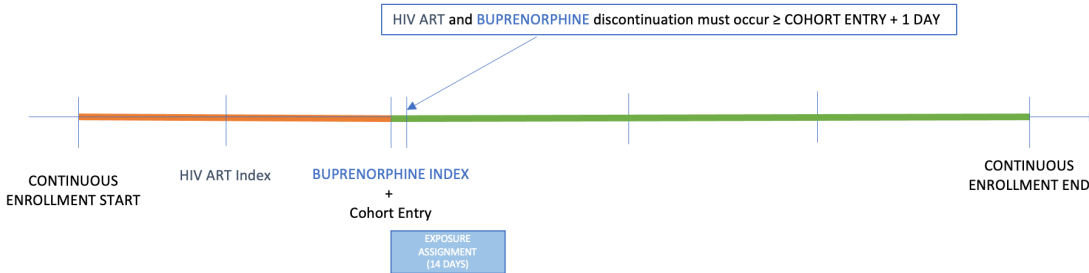 HIV ART and BUPRENORPHINE discontinuation must occur ≥ COHORT ENTRY + 1 DAY
CONTINUOUS
ENROLLMENT START
HIV ART Index
BUPRENORPHINE INDEX
+
Cohort Entry
CONTINUOUS
ENROLLMENT END
EXPOSURE
ASSIGNMENT
(14 DAYS)